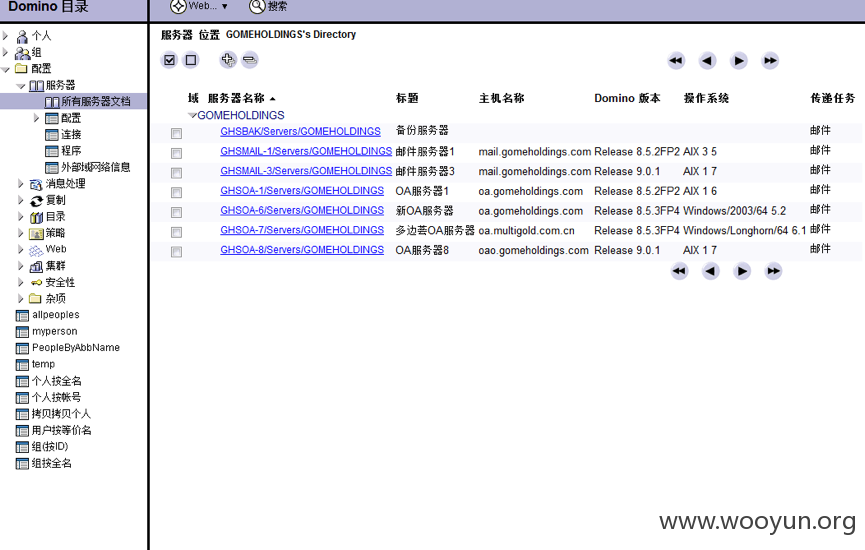 Domino 目录
Web... 搜索
个人
组
配置
服务器
所有服务器文档
配置
连接
程序
外部域网络信息
消息处理
复制
目录
策略
Web
集群
安全性
杂项
allpeoples
myperson
PeopleByAbbName
temp
个人按全名
个人按帐号
拷贝拷贝个人
用户按等价名
组(按ID)
组按全名
服务器 位置 GOMEHOLDINGS's Directory
域 服务器名称 标题 主机名称 Domino 版本 操作系统 传递任务
GOMEHOLDINGS
GHSBAK/Servers/GOMEHOLDINGS 备份服务器 邮件
GHSMAIL-1/Servers/GOMEHOLDINGS 邮件服务器1 mail.gomeholdings.com Release 8.5.2FP2 AIX 3 5 邮件
GHSMAIL-3/Servers/GOMEHOLDINGS 邮件服务器3 mail.gomeholdings.com Release 9.0.1 AIX 1 7 邮件
GHSOA-1/Servers/GOMEHOLDINGS OA服务器1 oa.gomeholdings.com Release 8.5.2FP2 AIX 1 6 邮件
GHSOA-6/Servers/GOMEHOLDINGS 新OA服务器 oa.gomeholdings.com Release 8.5.3FP4 Windows/2003/64 5.2 邮件
GHSOA-7/Servers/GOMEHOLDINGS 多边荟OA服务器 oa.multigold.com.cn Release 8.5.3FP4 Windows/Longhorn/64 6.1 邮件
GHSOA-8/Servers/GOMEHOLDINGS OA服务器8 oao.gomeholdings.com Release 9.0.1 AIX 1 7 邮件
www.wooyun.org